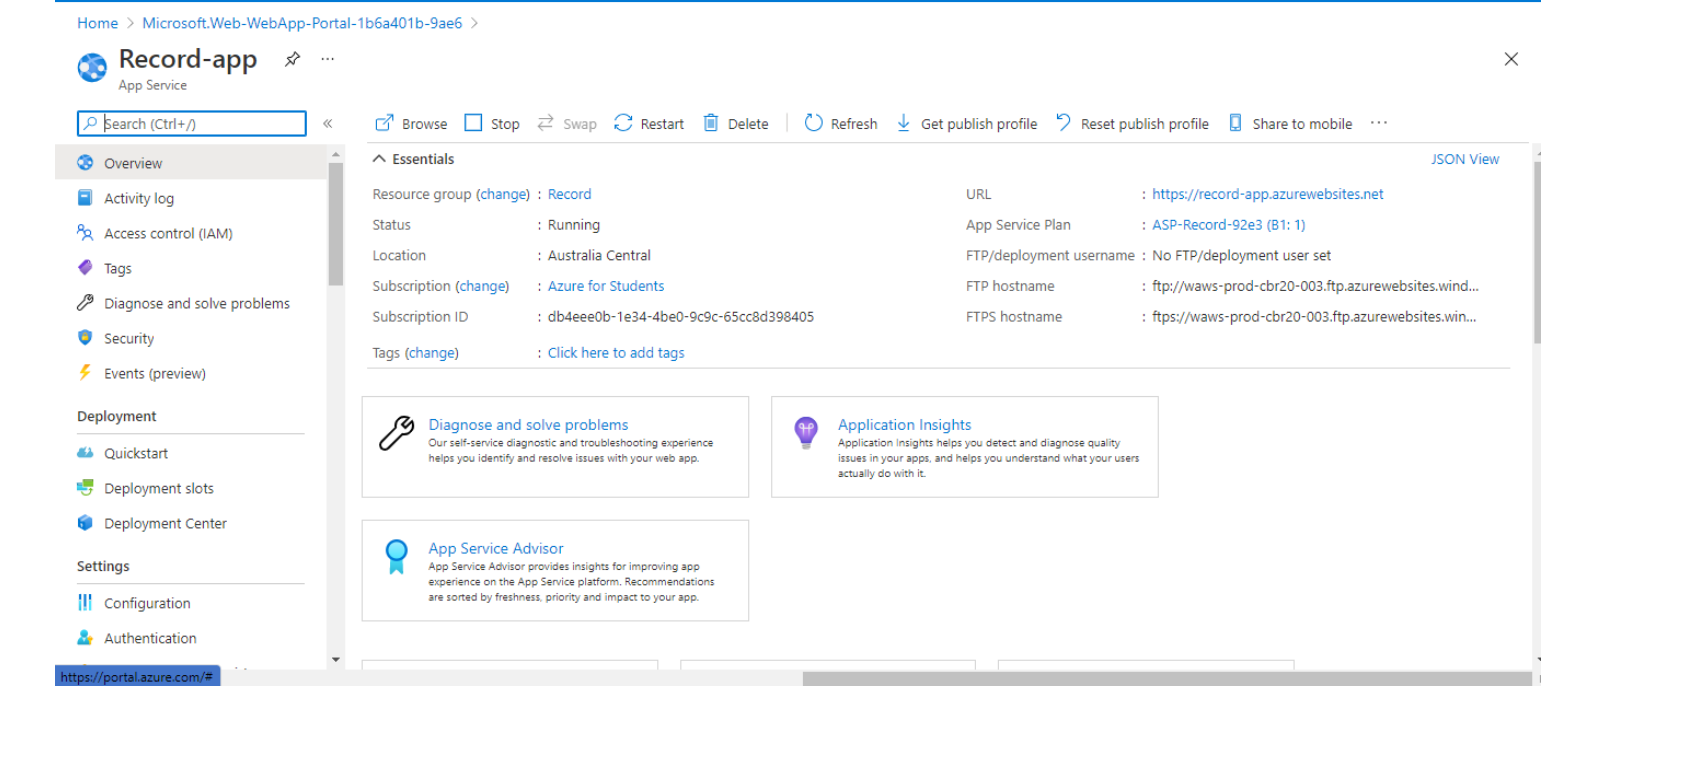 Home > Microsoft.Web-WebApp-Portal-1b6a401b-9ae6 >
Record-app
App Service
Search (Ctrl+/)
«
Browse Stop Swap Restart Delete Refresh Get publish profile Reset publish profile Share to mobile ...
Overview
Activity log
Access control (IAM)
Tags
Diagnose and solve problems
Security
Events (preview)
Deployment
Quickstart
Deployment slots
Deployment Center
Settings
Configuration
Authentication
https://portal.azure.com/#
Essentials
JSON View
Resource group (change) : Record
Status : Running
Location : Australia Central
Subscription (change) : Azure for Students
Subscription ID : db4eee0b-1e34-4be0-9c9c-65cc8d398405
Tags (change) : Click here to add tags
URL : https://record-app.azurewebsites.net
App Service Plan : ASP-Record-92e3 (B1: 1)
FTP/deployment username : No FTP/deployment user set
FTP hostname : ftp://waws-prod-cbr20-003.ftp.azurewebsites.wind...
FTPS hostname : ftps://waws-prod-cbr20-003.ftp.azurewebsites.win...
Diagnose and solve problems
Our self-service diagnostic and troubleshooting experience
helps you identify and resolve issues with your web app.
Application Insights
Application Insights helps you detect and diagnose quality
issues in your apps, and helps you understand what your users
actually do with it.
App Service Advisor
App Service Advisor provides insights for improving app
experience on the App Service platform. Recommendations
are sorted by freshness, priority and impact to your app.